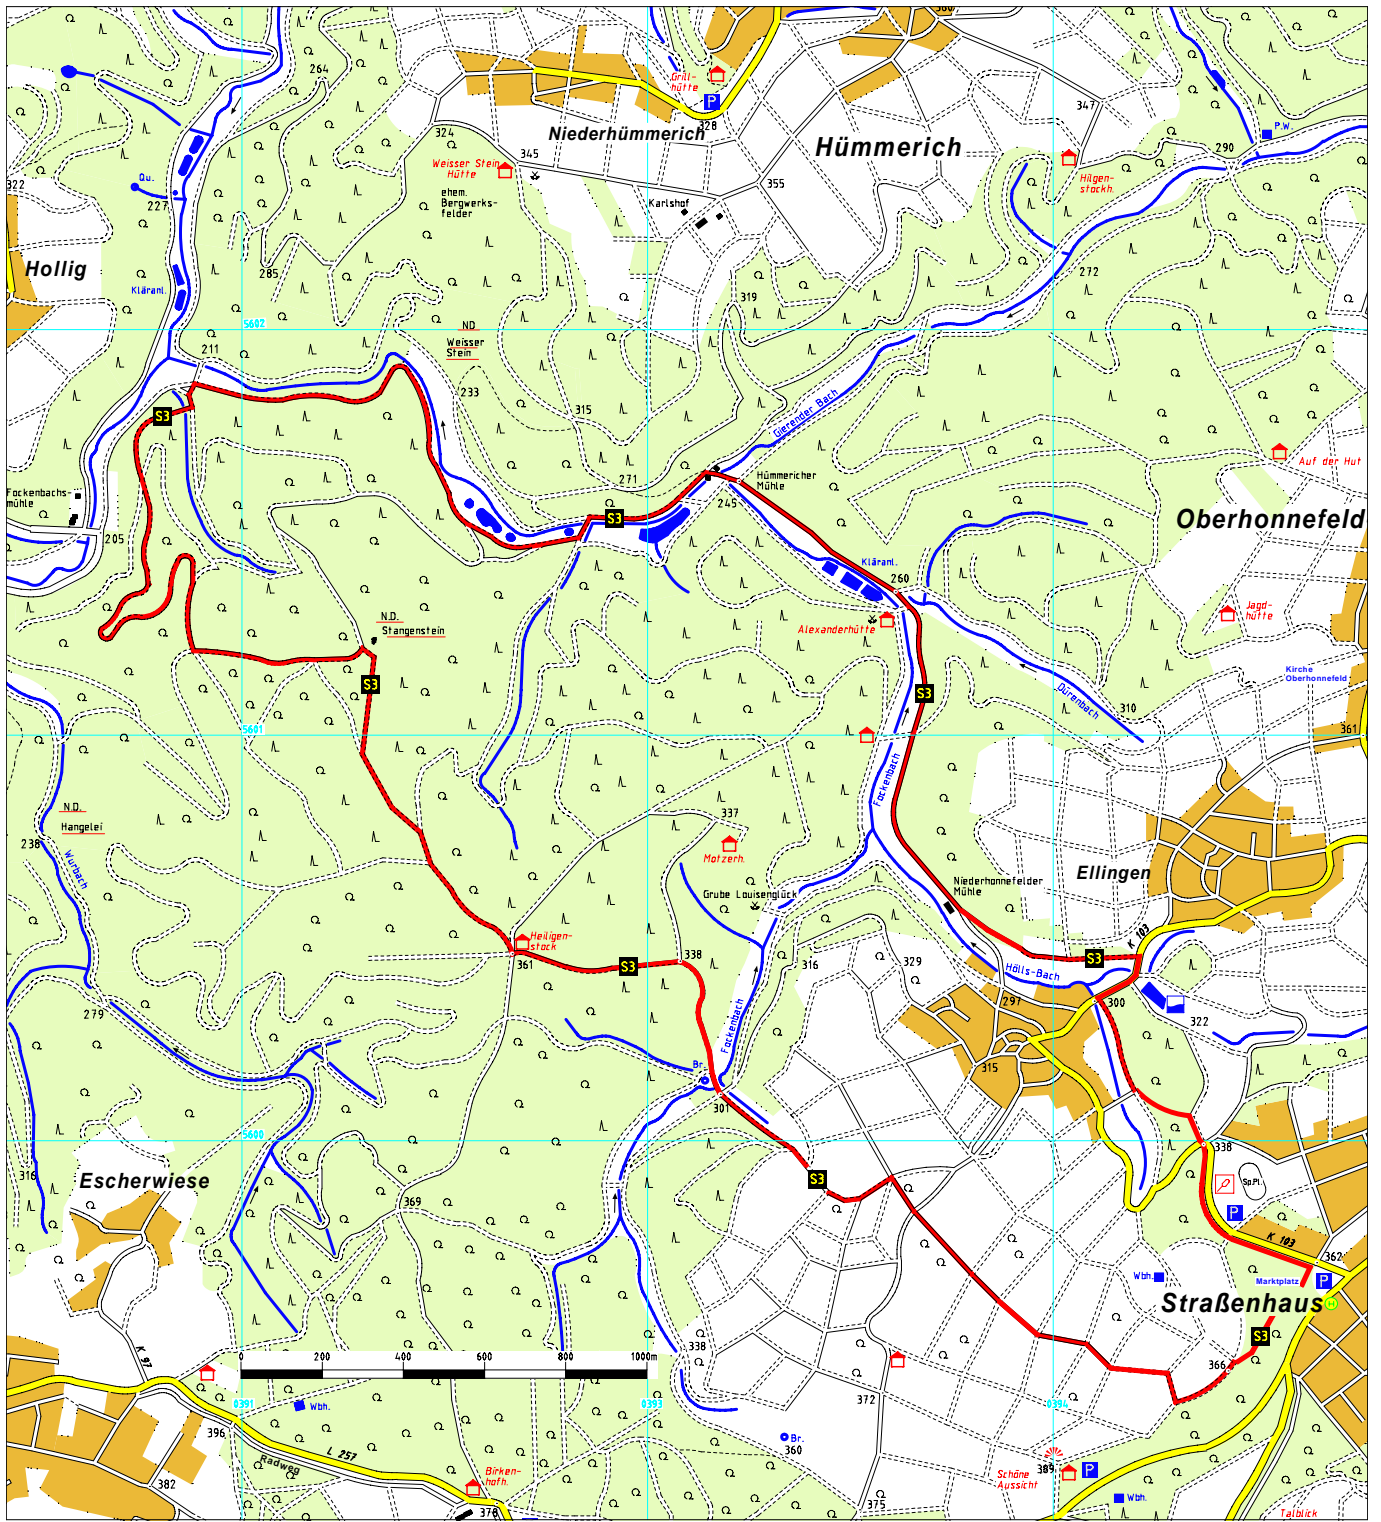 360
264
Grill-
hütte
P
328
347
324
Niederhümmerich
Hümmerich
P.W.
290
345
Weisser Stein
Hütte
Hilgen-
stockh.
Qu.
322
227
ehem.
Bergwerks-
felder
355
Karlshof
Hollig
285
272
Kläranl.
319
5602
ND
Weisser
Stein
211
233
315
Gierender Bach
S3
Auf der Hut
271
Hümmericher
Mühle
Fockenbachs-
mühle
245
S3
Oberhonnefeld
205
Kläranl.
260
N.D.
Stangenstein
Alexanderhütte
Jagd-
hütte
Kirche
Oberhonnefeld
S3
S3
Dürenbach
310
5601
361
Fockenbach
N.D.
Hangelei
337
238
Motzerh.
Wurbach
Ellingen
Niederhonnefelder
Mühle
Grube Louisenglück
Heiligen-
stock
K 103
361
S3
338
316
329
S3
Hölls-Bach
279
297
300
322
Fockenbach
315
Br.
301
5600
338
316
Escherwiese
S3
Sp.Pl.
369
P
K 103
362
Wbh.
Marktplatz
P
Straßenhaus
H
S3
338
366
K 97
0 200 400 600 800 1000m
372
0391
0393
0394
Wbh.
396
Br.
360
L 257
Radweg
Birken-
hofh.
389
P
Schöne
Aussicht
382
378
375
Wbh.
Talblick